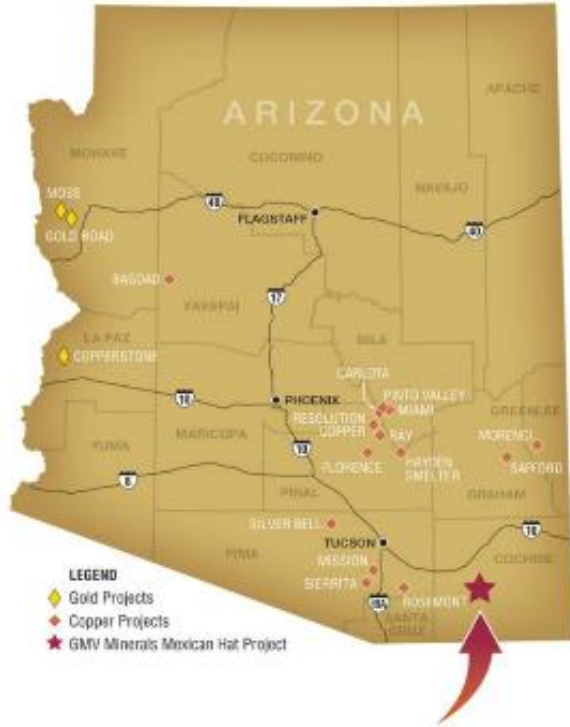 ARIZONA
APACHE
MOHAVE
COCONINO
NAVAJO
MOSS
40
FLAGSTAFF
40
GOLD ROAD
BAGDAD
17
YAVAPAI
LA PAZ
GILA
COPPERSTONE
CARLOTA
PINTO VALLEY
10
PHOENIX
MIAMI
GREENLEE
RESOLUTION
COPPER
YUMA
MARICOPA
10
RAY
MORENCI
FLORENCE
HAYDEN
SMELTER
SAFFORD
8
PINAL
GRAHAM
SILVER BELL
10
TUCSON
PIMA
MISSION
COCHISE
SIERRITA
ROSEMONT
19A
SANTA
CRUZ
LEGEND
Gold Projects
Copper Projects
GMV Minerals Mexican Hat Project